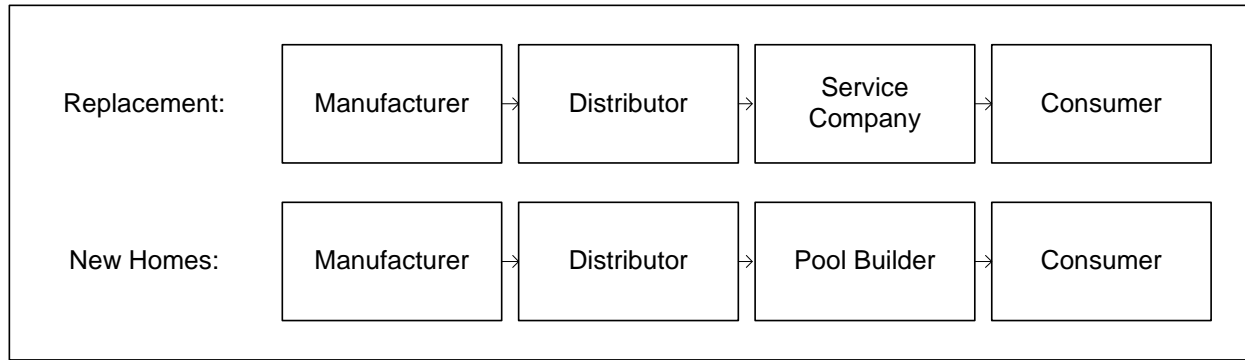 Replacement:
Manufacturer
Distributor
Service
Company
Consumer
New Homes:
Manufacturer
Distributor
Pool Builder
Consumer